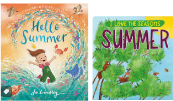 Hello
Summer
Jo Lindley
LOVE THE SEASONS
SUMMER